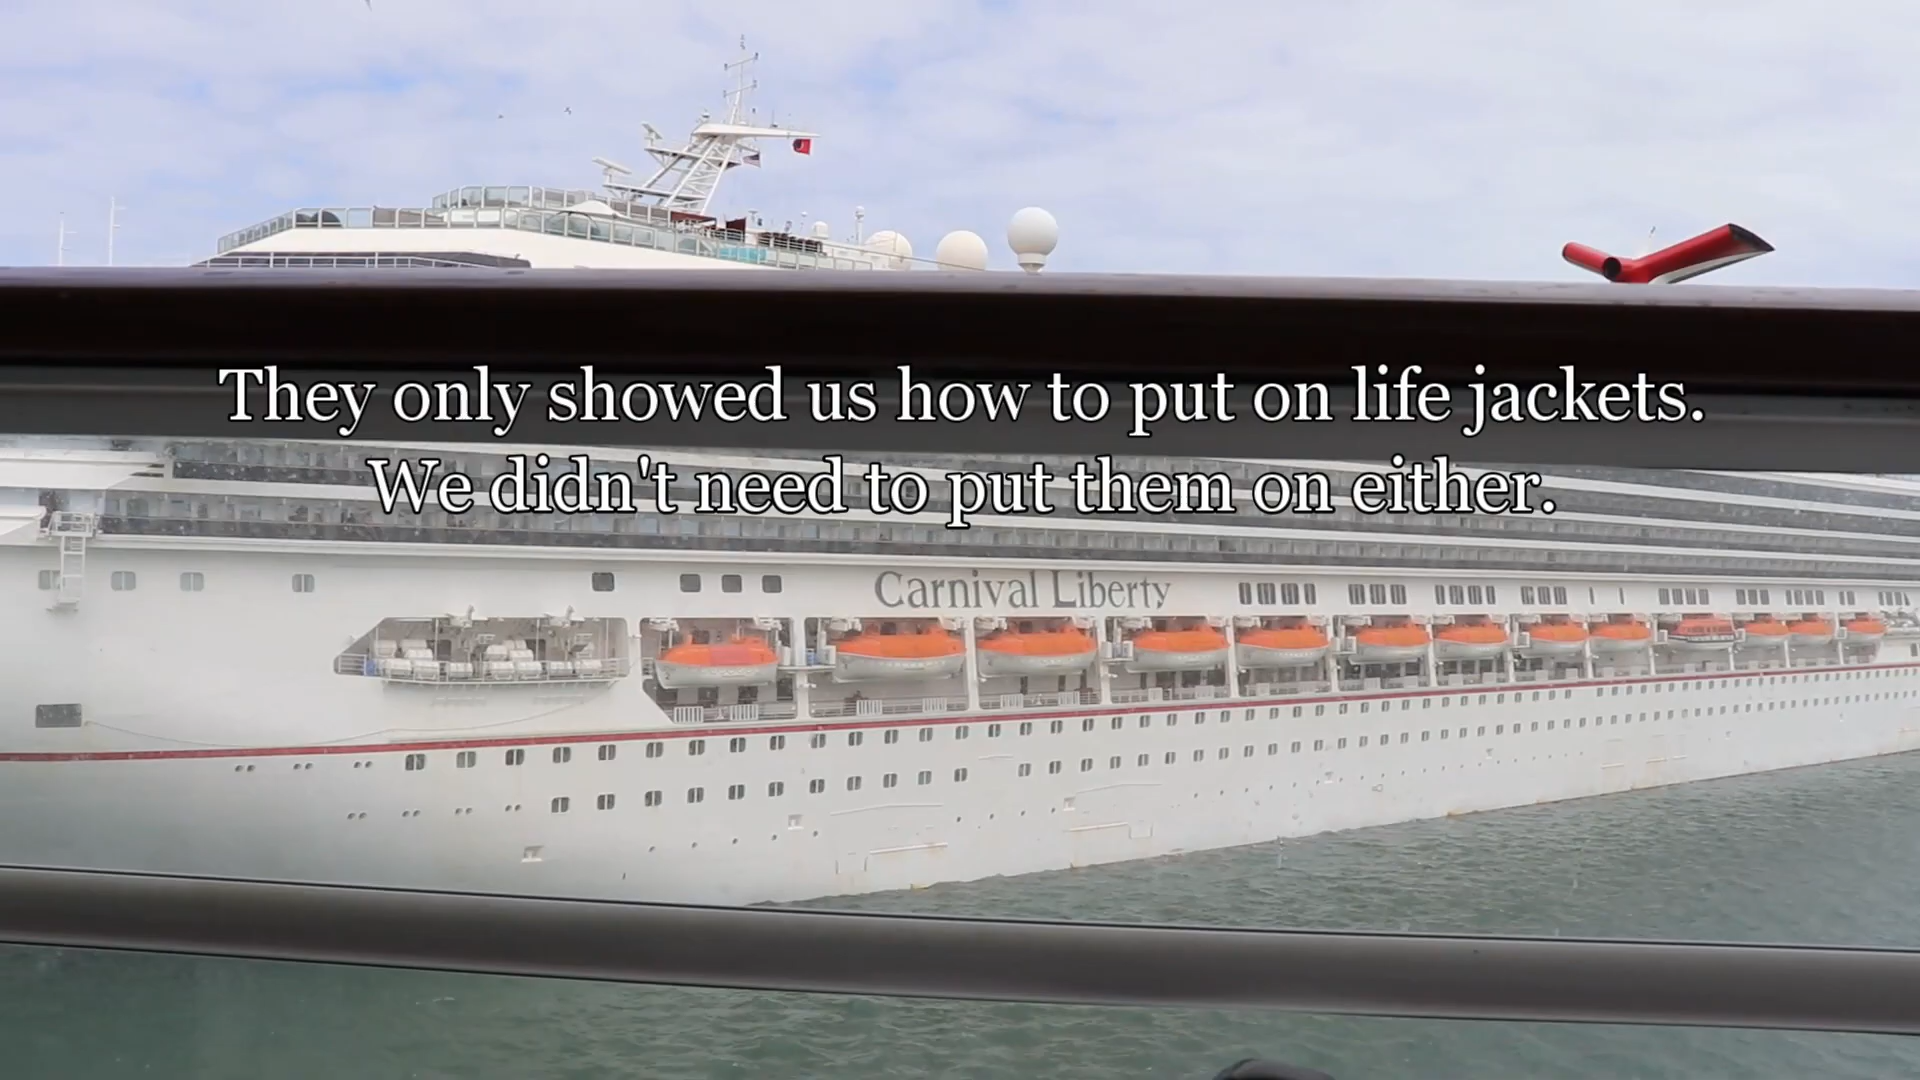 They only showed us how to put on life jackets.
We didn't need to put them on either.
Carnival Liberty